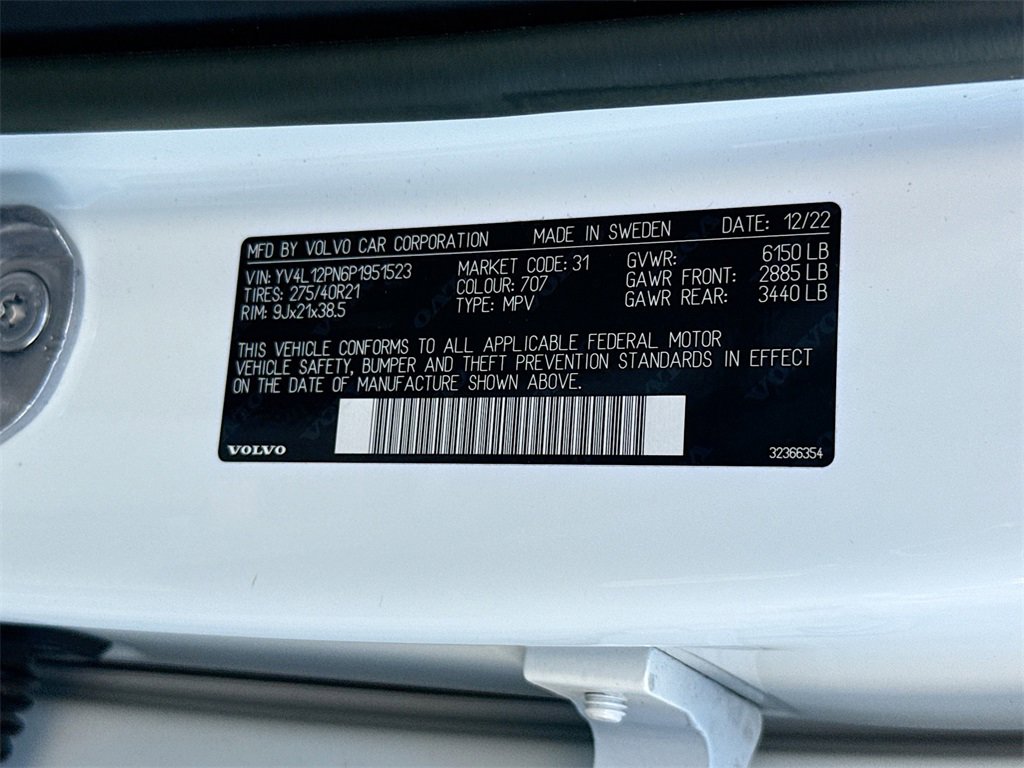 MFD BY VOLVO CAR CORPORATION MADE IN SWEDEN DATE: 12/22
VIN: YV4L12PN6P1951523 MARKET CODE: 31 GVWR: 6150 LB
TIRES: 275/40R21 COLOUR: 707 GAWR FRONT: 2885 LB
RIM: 9Jx21x38.5 TYPE: MPV GAWR REAR: 3440 LB
THIS VEHICLE CONFORMS TO ALL APPLICABLE FEDERAL MOTOR
VEHICLE SAFETY, BUMPER AND THEFT PREVENTION STANDARDS IN EFFECT
ON THE DATE OF MANUFACTURE SHOWN ABOVE.
VOLVO 32366354